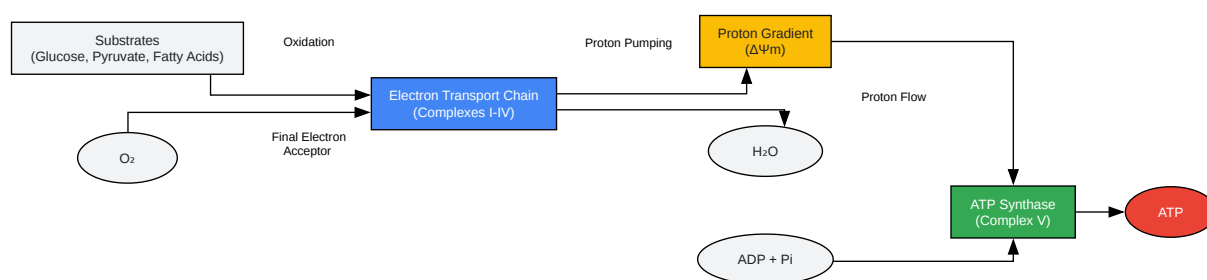 Substrates
(Glucose, Pyruvate, Fatty Acids)
Oxidation
Proton Pumping
Proton Gradient
(ΔΨm)
Electron Transport Chain
(Complexes I-IV)
Proton Flow
Final Electron
Acceptor
O₂
H₂O
ATP Synthase
(Complex V)
ATP
ADP + Pi